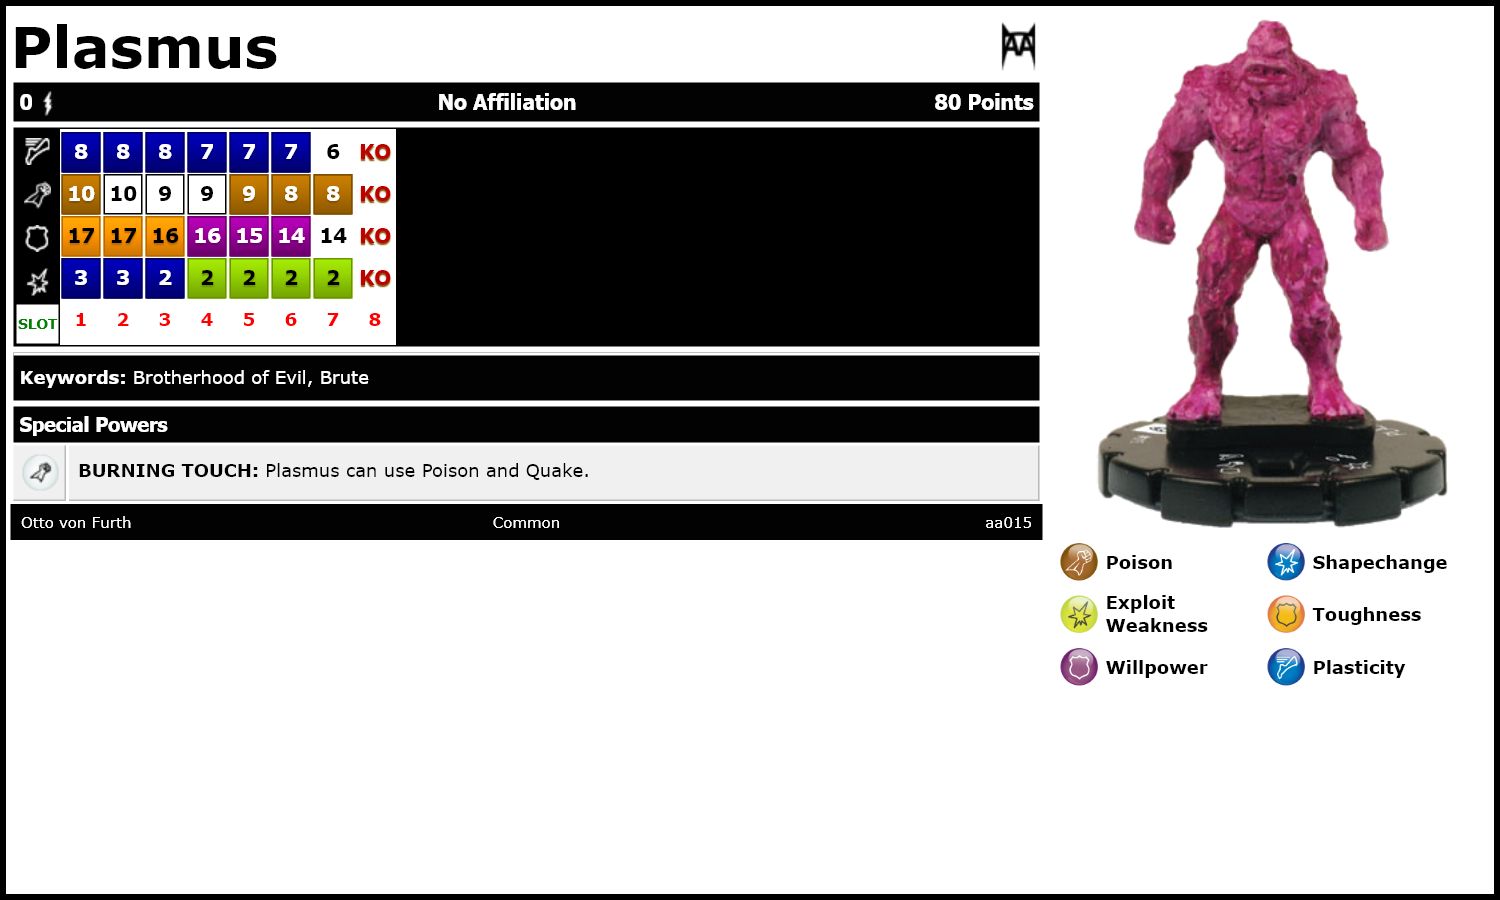 Plasmus
AA
0 No Affiliation 80 Points
8 8 8 7 7 7 6 KO
10 10 9 9 9 8 8 KO
17 17 16 16 15 14 14 KO
3 3 2 2 2 2 2 KO
SLOT 1 2 3 4 5 6 7 8
Keywords: Brotherhood of Evil, Brute
Special Powers
BURNING TOUCH: Plasmus can use Poison and Quake.
Otto von Furth Common aa015
Poison
Shapechange
Exploit
Weakness
Toughness
Willpower
Plasticity